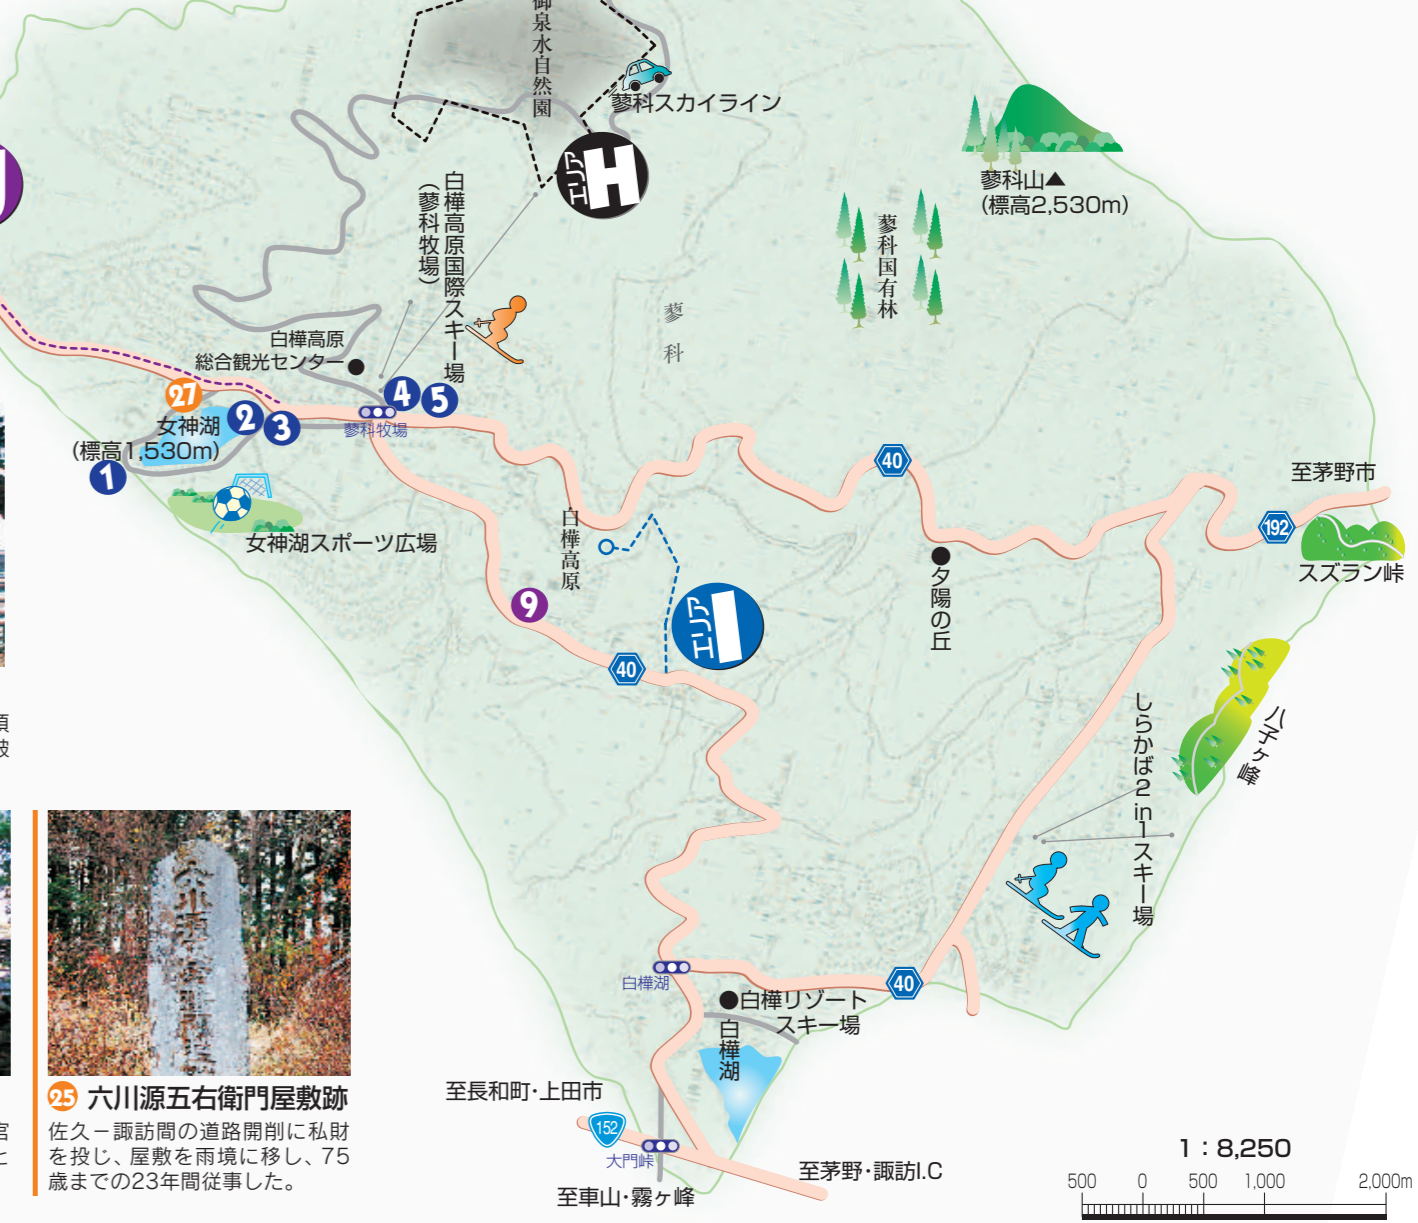 御泉水自然園
蓼科スカイライン
エリア
H
蓼科山▲
(標高2,530m)
蓼科国有林
白樺高原国際スキー場
(蓼科牧場)
蓼科
白樺高原
総合観光センター
27
女神湖
(標高1,530m)
1
2
3
4
5
蓼科牧場
女神湖スポーツ広場
白樺高原
9
エリア
I
40
40
夕陽の丘
至茅野市
192
スズラン峠
八子ヶ峰
しらかば2in1スキー場
白樺湖
40
白樺リゾート
スキー場
白樺湖
至長和町・上田市
152
大門峠
至車山・霧ヶ峰
至茅野・諏訪I.C
1：8,250
500 0 500 1,000 2,000m
25 六川源五右衛門屋敷跡
佐久－諏訪間の道路開削に私財
を投じ、屋敷を雨境に移し、75
歳までの23年間従事した。